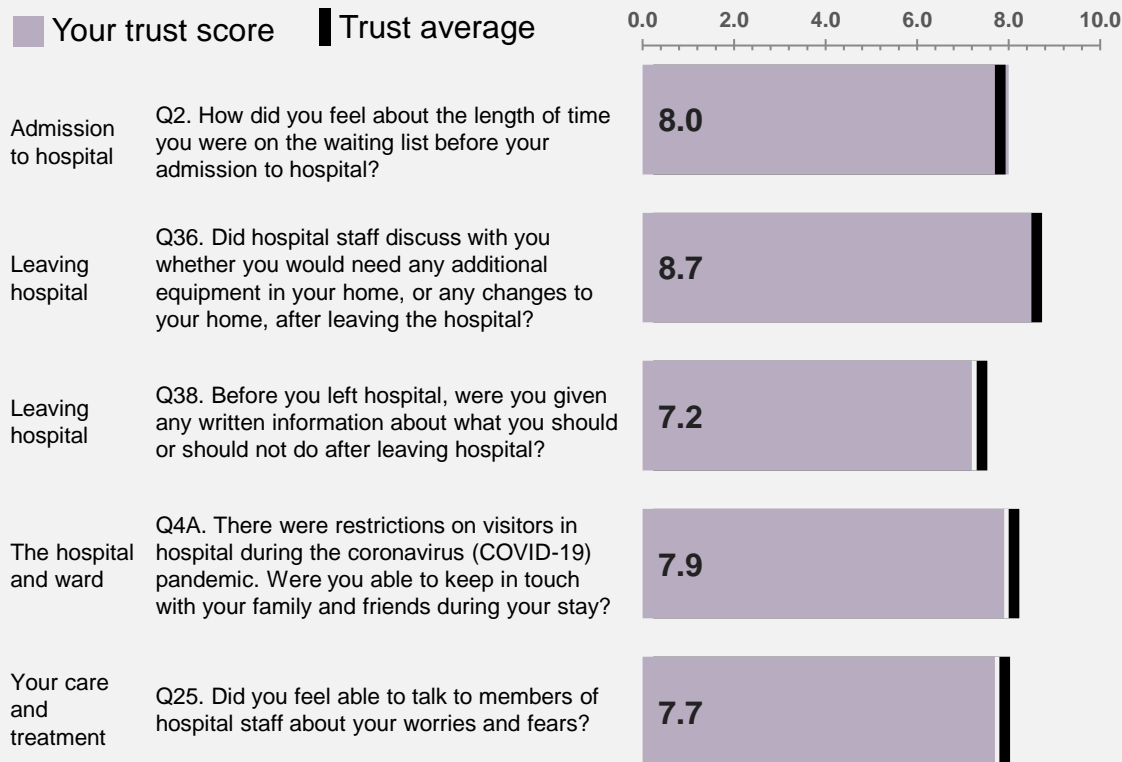 Your trust score
Trust average
0.0 2.0 4.0 6.0 8.0 10.0
Admission
to hospital
Q2. How did you feel about the length of time
you were on the waiting list before your
admission to hospital?
8.0
Leaving
hospital
Q36. Did hospital staff discuss with you
whether you would need any additional
equipment in your home, or any changes to
your home, after leaving the hospital?
8.7
Leaving
hospital
Q38. Before you left hospital, were you given
any written information about what you should
or should not do after leaving hospital?
7.2
The hospital
and ward
Q4A. There were restrictions on visitors in
hospital during the coronavirus (COVID-19)
pandemic. Were you able to keep in touch
with your family and friends during your stay?
7.9
Your care
and
treatment
Q25. Did you feel able to talk to members of
hospital staff about your worries and fears?
7.7